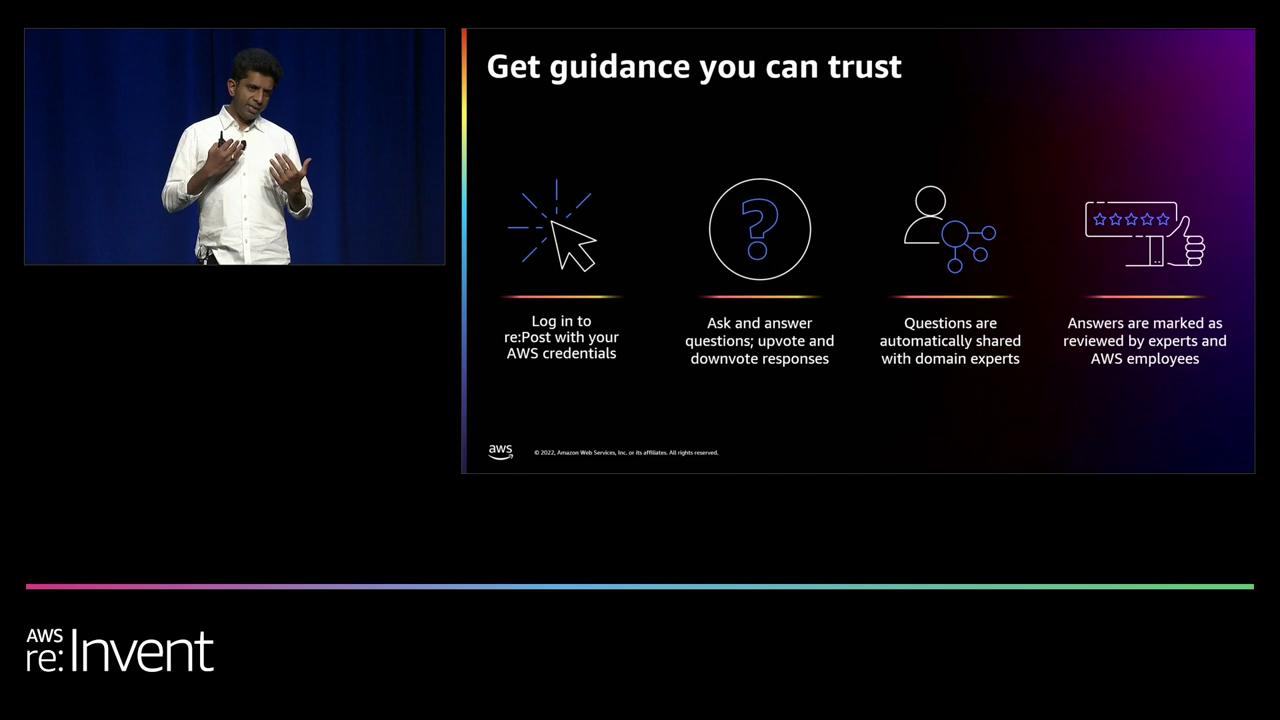 Get guidance you can trust
Log in to
re:Post with your
AWS credentials
Ask and answer
questions; upvote and
downvote responses
Questions are
automatically shared
with domain experts
Answers are marked as
reviewed by experts and
AWS employees
aws
© 2022, Amazon Web Services, Inc. or its affiliates. All rights reserved.
AWS
re:Invent